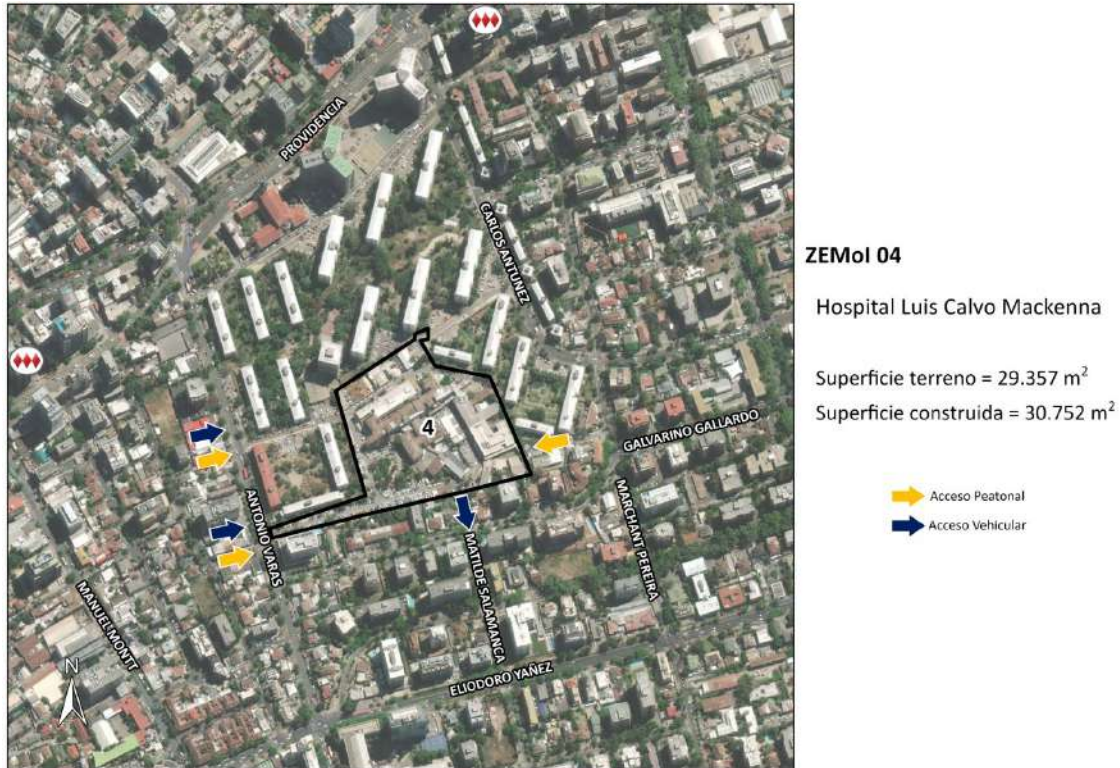 PROVIDENCIA
CARLOS ANTUNEZ
4
GALVARINO GALLARDO
ANTONIO VARAS
MARCHANT PEREIRA
MATILDE SALAMANCA
MANUEL MONTT
ELIODORO YAÑEZ
N
ZEMol 04
Hospital Luis Calvo Mackenna
Superficie terreno = 29.357 m²
Superficie construida = 30.752 m²
Acceso Peatonal
Acceso Vehicular